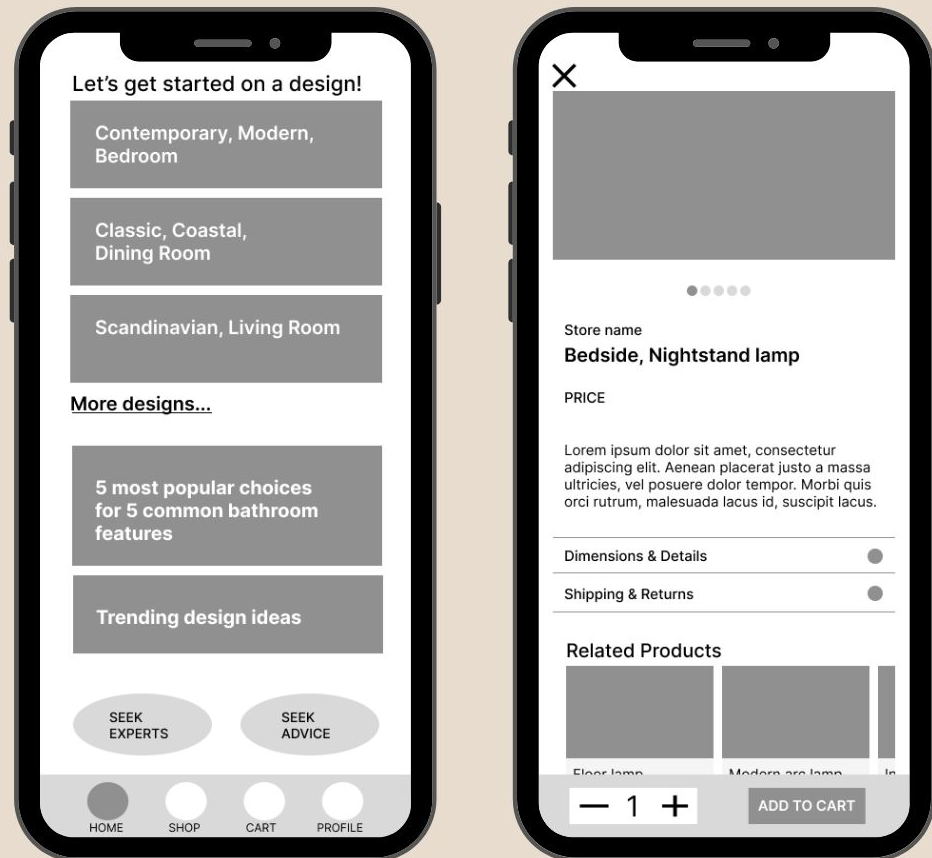 Let's get started on a design!
Contemporary, Modern,
Bedroom
Classic, Coastal,
Dining Room
Scandinavian, Living Room
More designs...
5 most popular choices
for 5 common bathroom
features
Trending design ideas
SEEK
EXPERTS
SEEK
ADVICE
HOME SHOP CART PROFILE
Store name
Bedside, Nightstand lamp
PRICE
Lorem ipsum dolor sit amet, consectetur
adipiscing elit. Aenean placerat justo a massa
ultricies, vel posuere dolor tempor. Morbi quis
orci rutrum, malesuada lacus id, suscipit lacus.
Dimensions & Details
Shipping & Returns
Related Products
Floor lamp Modern arc lamp
1 ADD TO CART